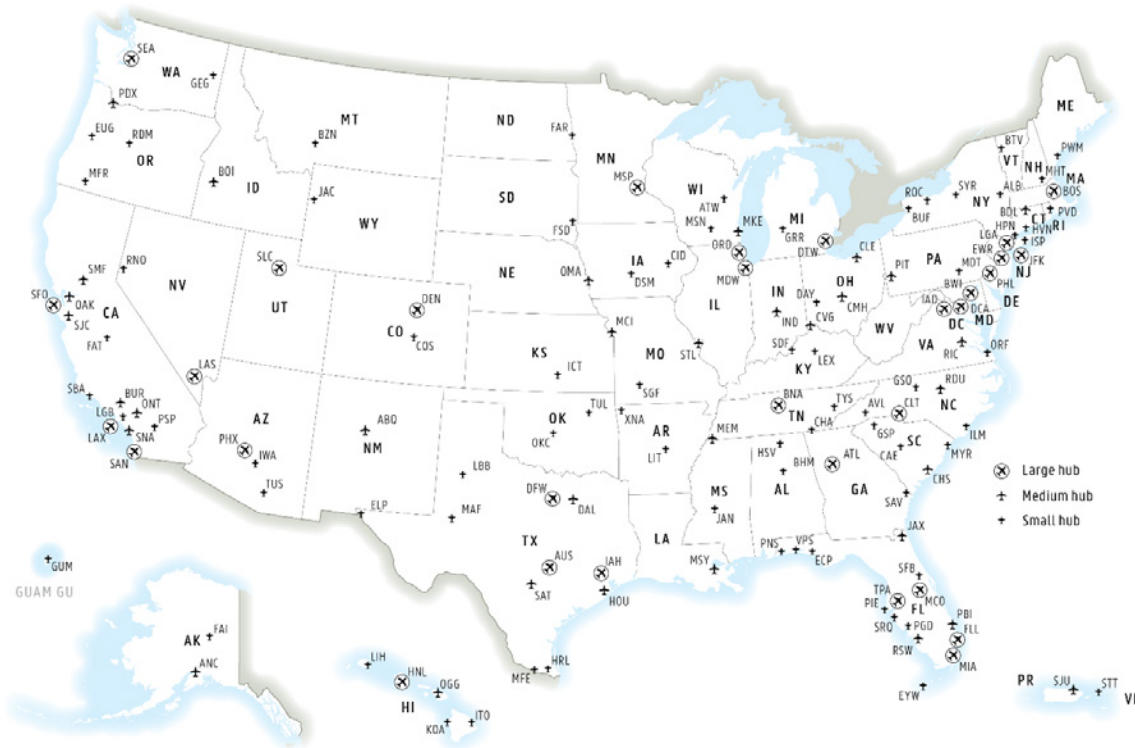 SEA
WA
GEG
PDX
EUG
RDM
OR
MFR
MT
BZN
BOI
ID
JAC
WY
ND
FAR
SD
FSD
MN
MSP
WI
ATW
MSN
MKE
ORD
MDW
MI
GRR
DTW
ME
BTV
VT
NH
PWM
MHT
MA
BOS
ROC
SYR
ALB
BUF
NY
BDL
CT
PVD
RI
HPN
HVN
LGA
ISP
EWR
JFK
NJ
CLE
PIT
PA
MDT
PHL
BWI
DE
IAD
DCA
DC
MD
SMF
RNO
NV
SFO
OAK
SJC
CA
FAT
SLC
UT
DEN
CO
COS
NE
OMA
IA
CID
DSM
IL
IN
IND
OH
DAY
CMH
CVG
WV
VA
RIC
ORF
LAS
SBA
BUR
ONT
LGB
PSP
LAX
SNA
SAN
AZ
PHX
IWA
TUS
ABQ
NM
ELP
KS
ICT
MCI
MO
STL
SGF
SDF
LEX
KY
BNA
TN
TYS
CHA
AVL
CLT
GSO
RDU
NC
GSP
SC
CAE
ILM
MYR
CHS
SAV
TUL
OK
OKC
XNA
AR
LIT
MEM
HSV
BHM
AL
ATL
GA
MS
JAN
LA
MSY
LBB
MAF
DFW
DAL
TX
AUS
SAT
IAH
HOU
MFE
HRL
PNS
VPS
ECP
JAX
SFB
TPA
MCO
PIE
FL
SRQ
PGD
RSW
PBI
FLL
MIA
EYW
Large hub
Medium hub
Small hub
GUM
GUAM GU
AK
FAI
ANC
LIH
HNL
OGG
HI
KOA
ITO
PR
SJU
STT
VI